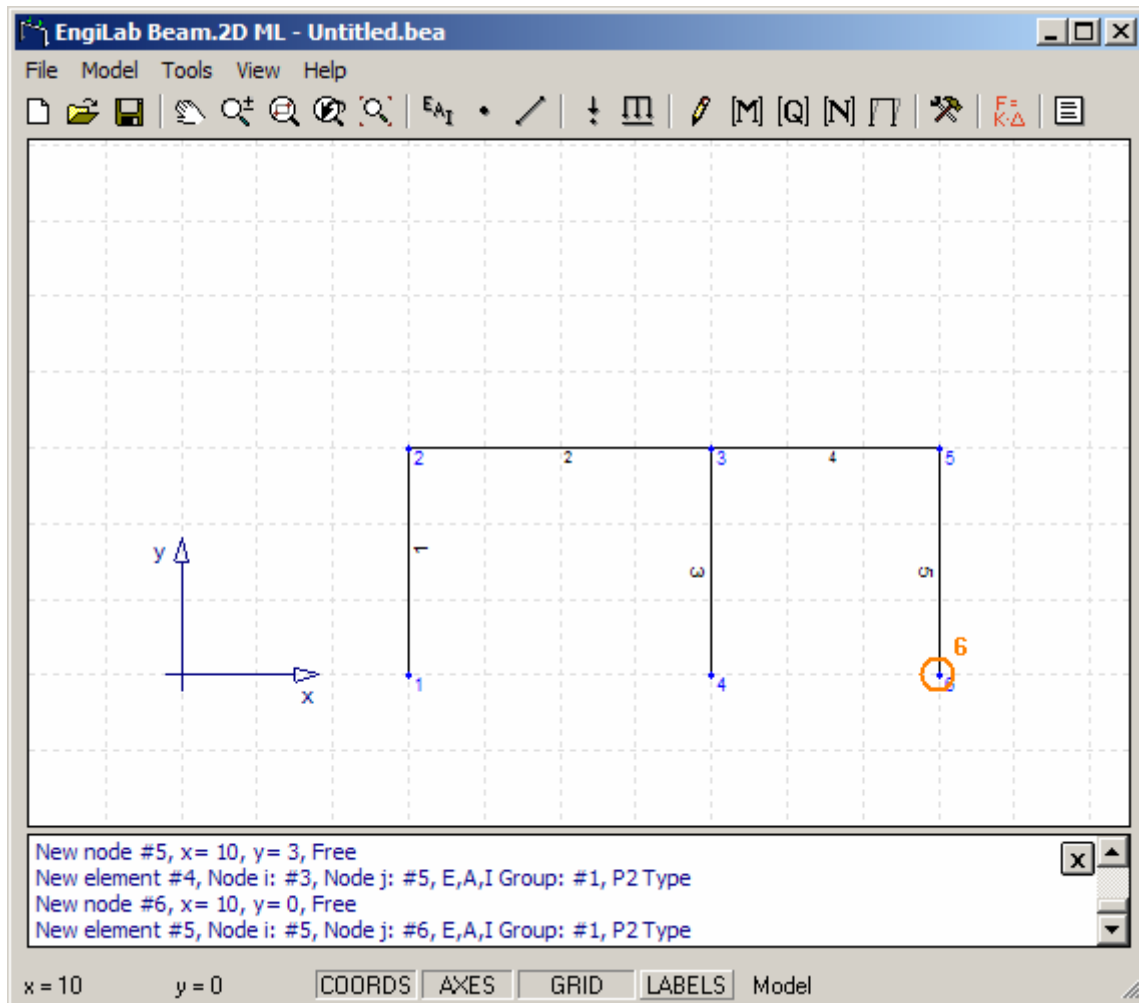 EngiLab Beam.2D ML - Untitled.bea
File Model Tools View Help
EAI [M] [Q] [N] F= K·Δ
2 2 3 4 5
1 3 5
y
6
x 1 4 6
New node #5, x= 10, y= 3, Free
x
New element #4, Node i: #3, Node j: #5, E,A,I Group: #1, P2 Type
New node #6, x= 10, y= 0, Free
New element #5, Node i: #5, Node j: #6, E,A,I Group: #1, P2 Type
x = 10 y = 0 COORDS AXES GRID LABELS Model